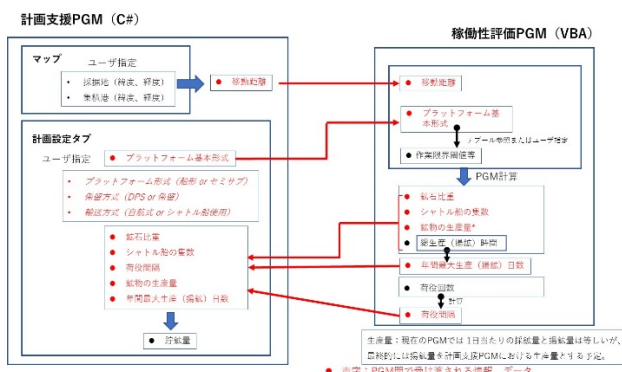 計画支援PGM（C#）
マップ
ユーザ指定
• 採掘地（緯度、経度）
• 集積港（緯度、経度）
● 移動距離
計画設定タブ
ユーザ指定
● プラットフォーム基本形式
• プラットフォーム形式（船形 or セミサブ）
• 係留方式（DPS or 係留）
• 輸送方式（自航式 or シャトル船使用）
● 鉱石比重
● シャトル船の隻数
● 荷役間隔
● 鉱物の生産量
● 年間最大生産（揚鉱）日数
● 貯鉱量
稼働性評価PGM（VBA）
● 移動距離
● プラットフォーム基
本形式
テーブル参照またはユーザ指定
● 作業限界閾値等
PGM計算
● 鉱石比重
● シャトル船の隻数
● 鉱物の生産量*
● 総生産（揚鉱）時間
● 年間最大生産（揚鉱）日数
● 荷役回数
計算
● 荷役間隔
生産量：現在のPGMでは1日当たりの採鉱量と揚鉱量は等しいが、
最終的には揚鉱量を計画支援PGMにおける生産量とする予定。
● 赤字：PGM間で受け渡される情報、データ